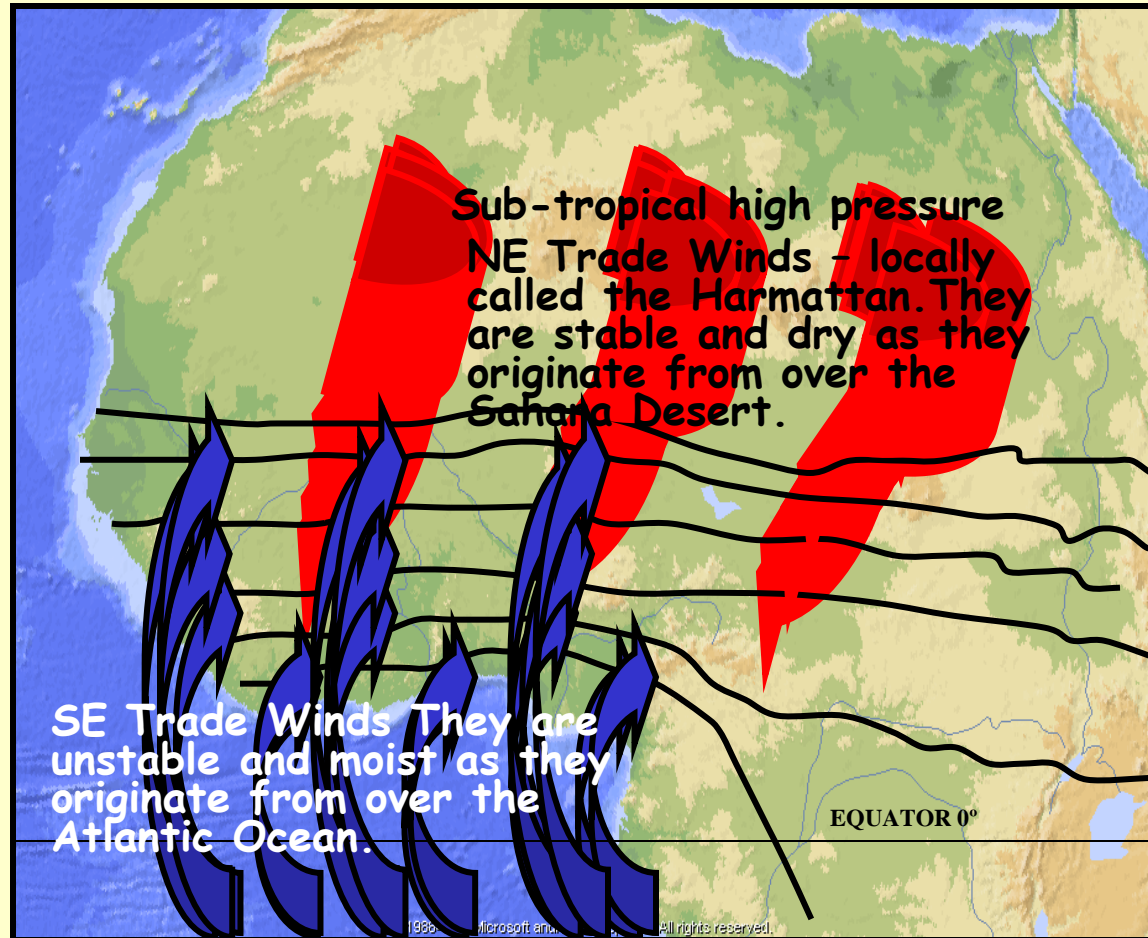 Sub-tropical high pressure
NE Trade Winds – locally
called the Harmattan.They
are stable and dry as they
originate from over the
Sahara Desert.
SE Trade Winds They are
unstable and moist as they
originate from over the
Atlantic Ocean.
EQUATOR 0º
Microsoft and All rights reserved.